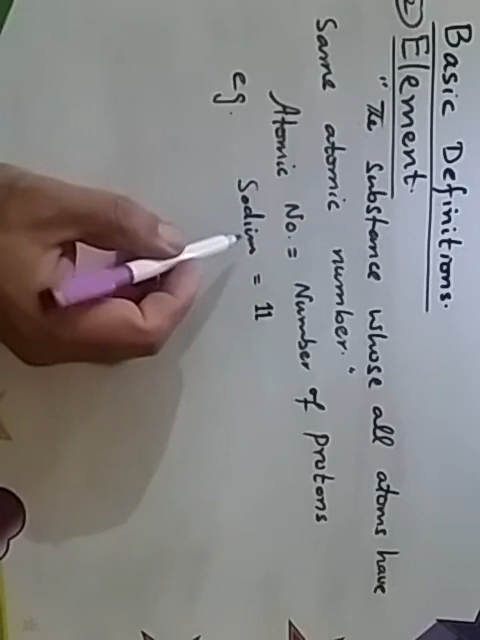 Basic Definitions.
2) Element.
"The substance whose all atoms have
same atomic number."
Atomic No. = Number of protons
eg. Sodium = 11